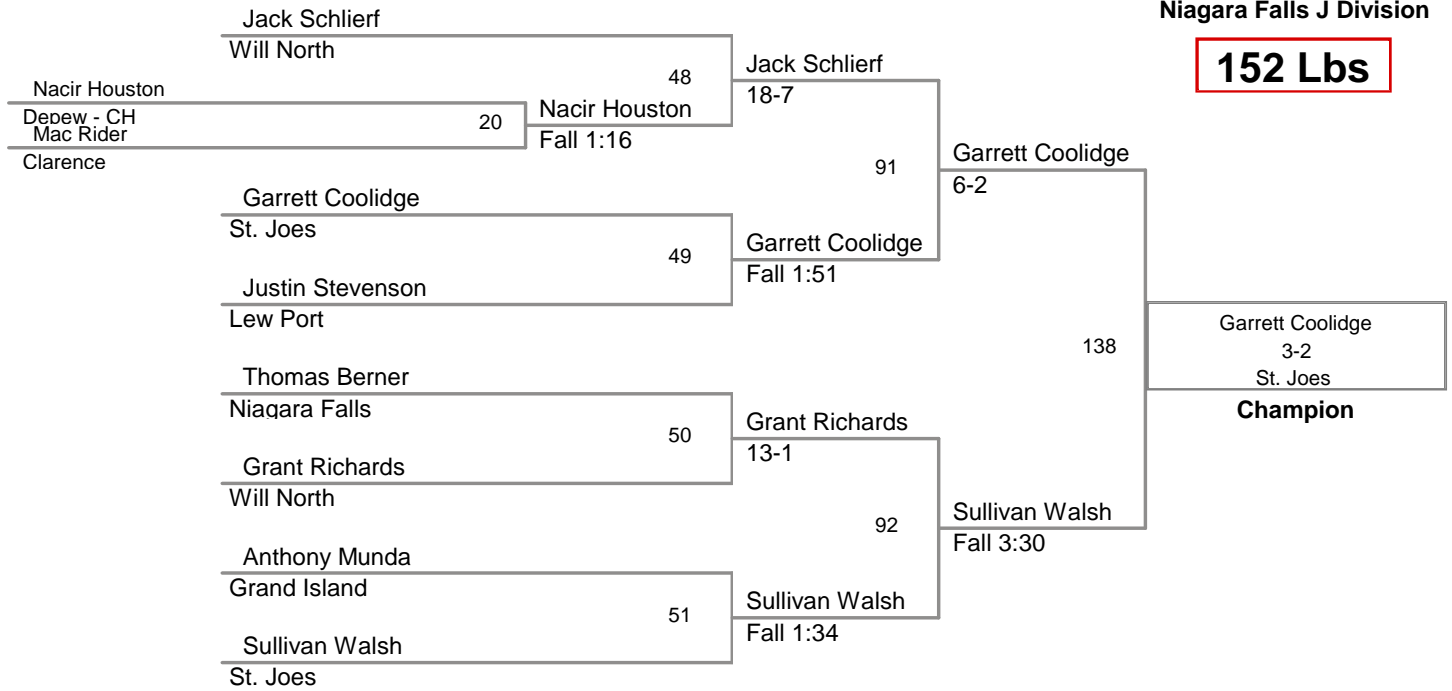 Niagara Falls J Division
152 Lbs
Jack Schlierf
Will North
48
Nacir Houston
Depew - CH
Mac Rider
Clarence
20
Nacir Houston
Fall 1:16
Jack Schlierf
18-7
Garrett Coolidge
St. Joes
49
Justin Stevenson
Lew Port
Garrett Coolidge
Fall 1:51
91
Garrett Coolidge
6-2
Thomas Berner
Niagara Falls
50
Grant Richards
Will North
Grant Richards
13-1
Anthony Munda
Grand Island
51
Sullivan Walsh
St. Joes
Sullivan Walsh
Fall 1:34
92
Sullivan Walsh
Fall 3:30
138
Garrett Coolidge
3-2
St. Joes
Champion